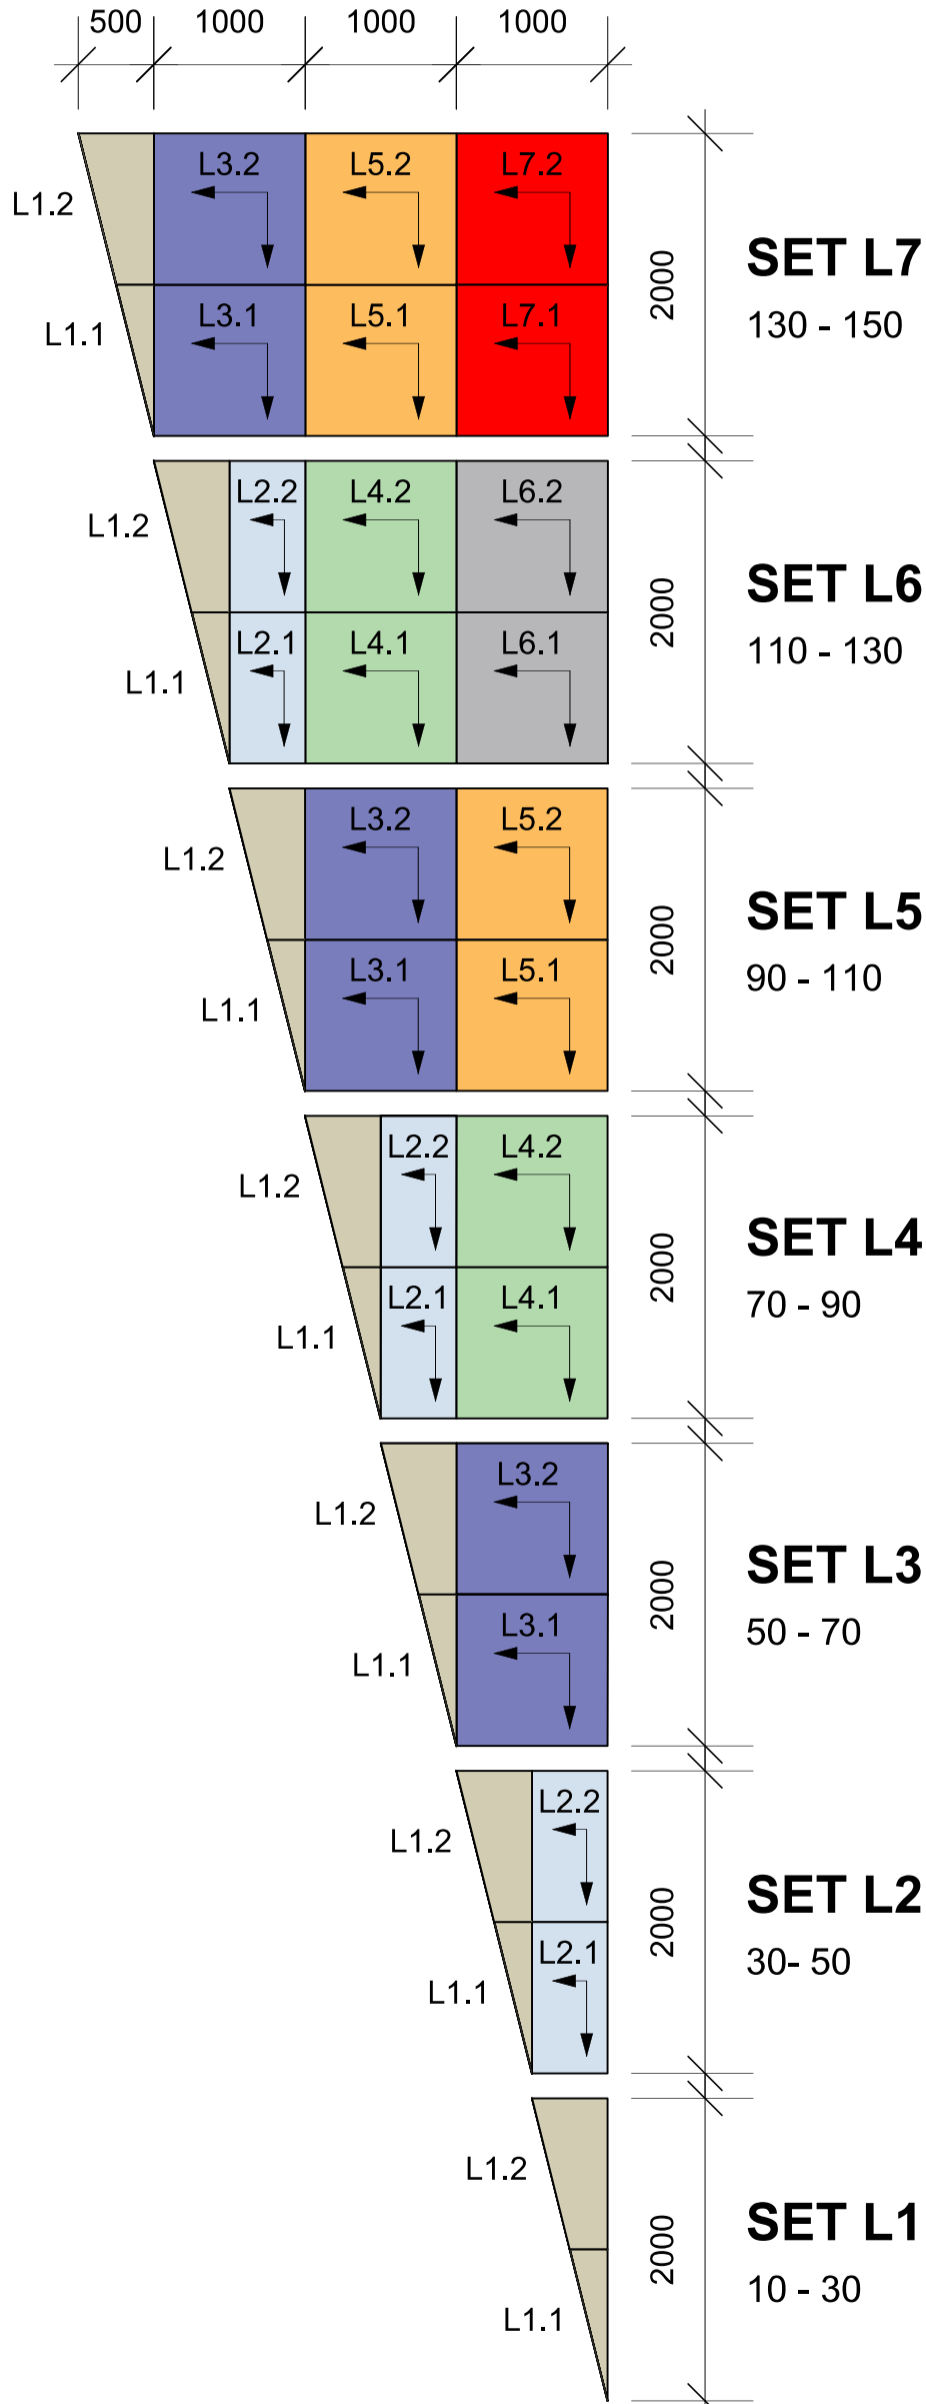 500 1000 1000 1000
L3.2 L5.2 L7.2
L1.2
SET L7
2000
L3.1 L5.1 L7.1
130 - 150
L1.1
L2.2 L4.2 L6.2
L1.2
SET L6
2000
L2.1 L4.1 L6.1
110 - 130
L1.1
L3.2 L5.2
L1.2
SET L5
2000
L3.1 L5.1
90 - 110
L1.1
L2.2 L4.2
L1.2
SET L4
2000
L2.1 L4.1
70 - 90
L1.1
L3.2
L1.2
SET L3
2000
L3.1
50 - 70
L1.1
L2.2
L1.2
SET L2
2000
L2.1
30- 50
L1.1
L1.2
SET L1
2000
10 - 30
L1.1